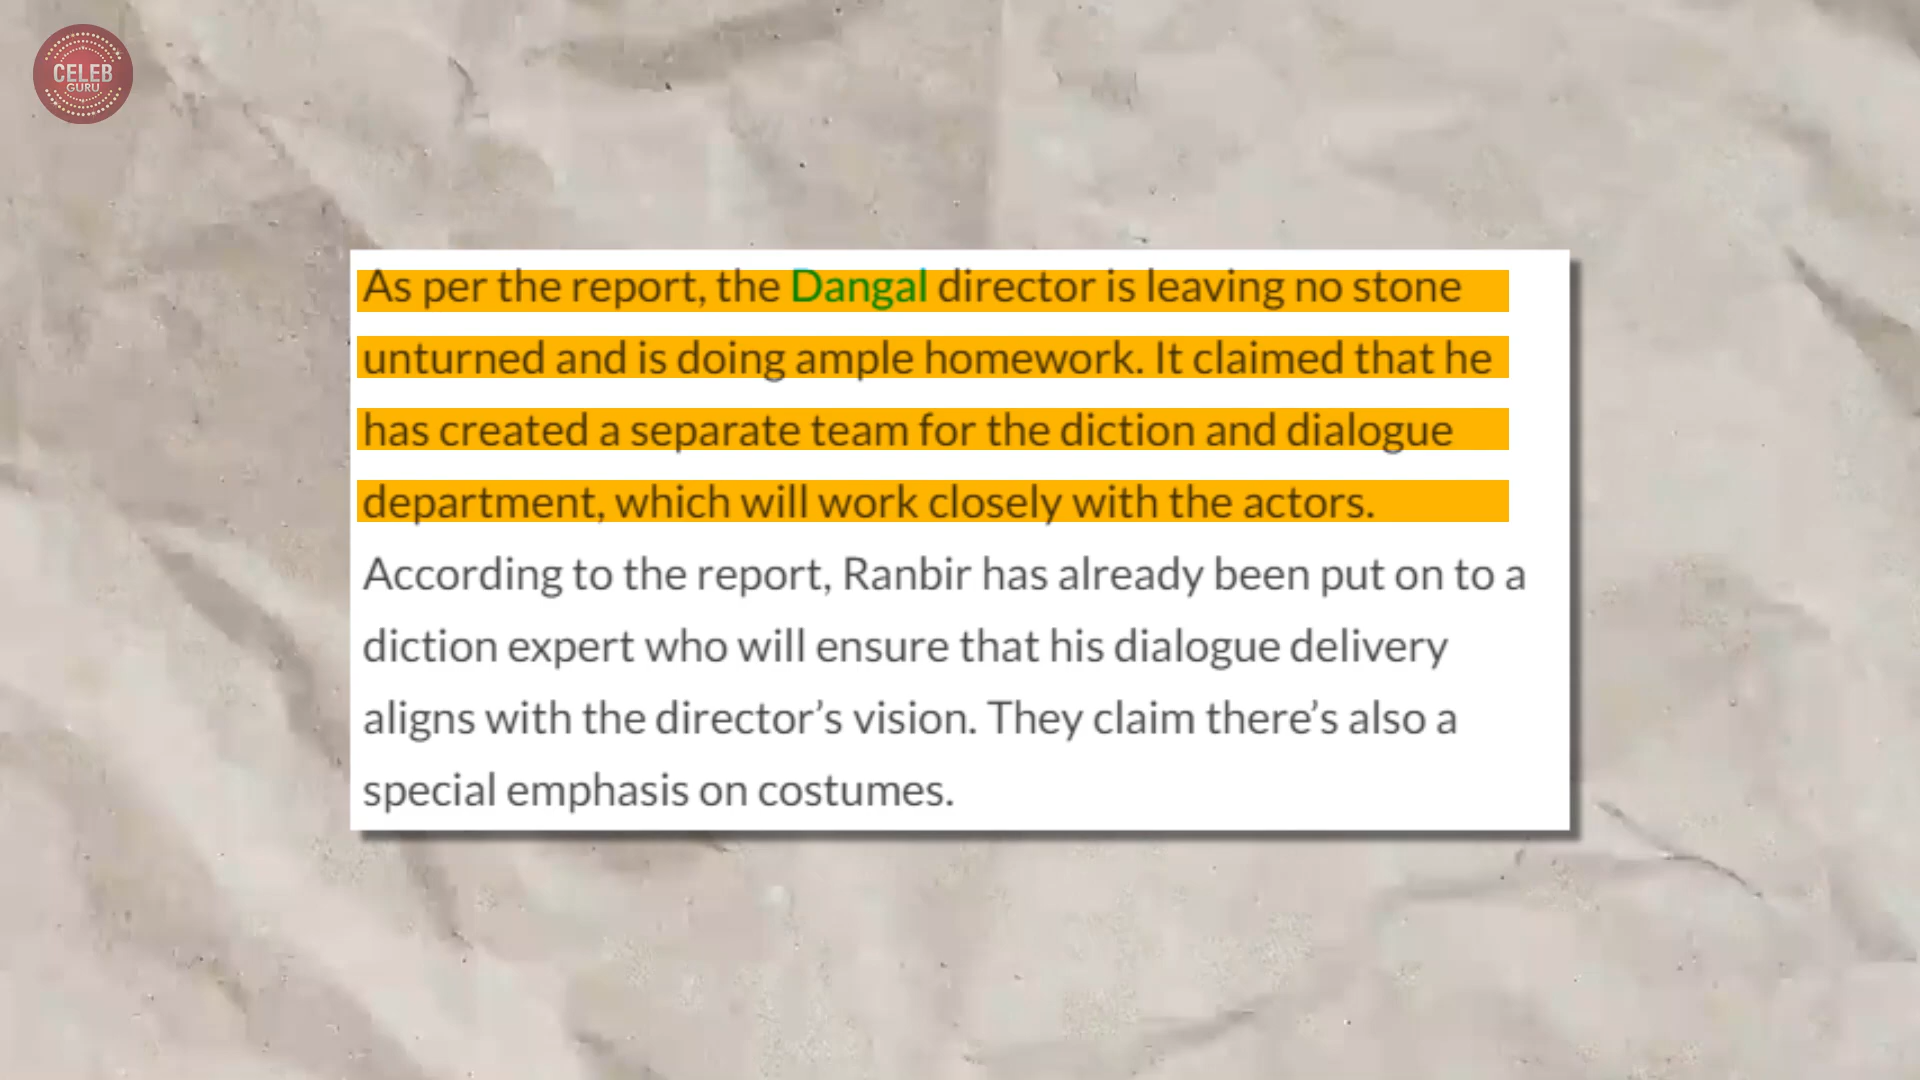 CELEB
GURU
As per the report, the Dangal director is leaving no stone
unturned and is doing ample homework. It claimed that he
has created a separate team for the diction and dialogue
department, which will work closely with the actors.
According to the report, Ranbir has already been put on to a
diction expert who will ensure that his dialogue delivery
aligns with the director’s vision. They claim there’s also a
special emphasis on costumes.